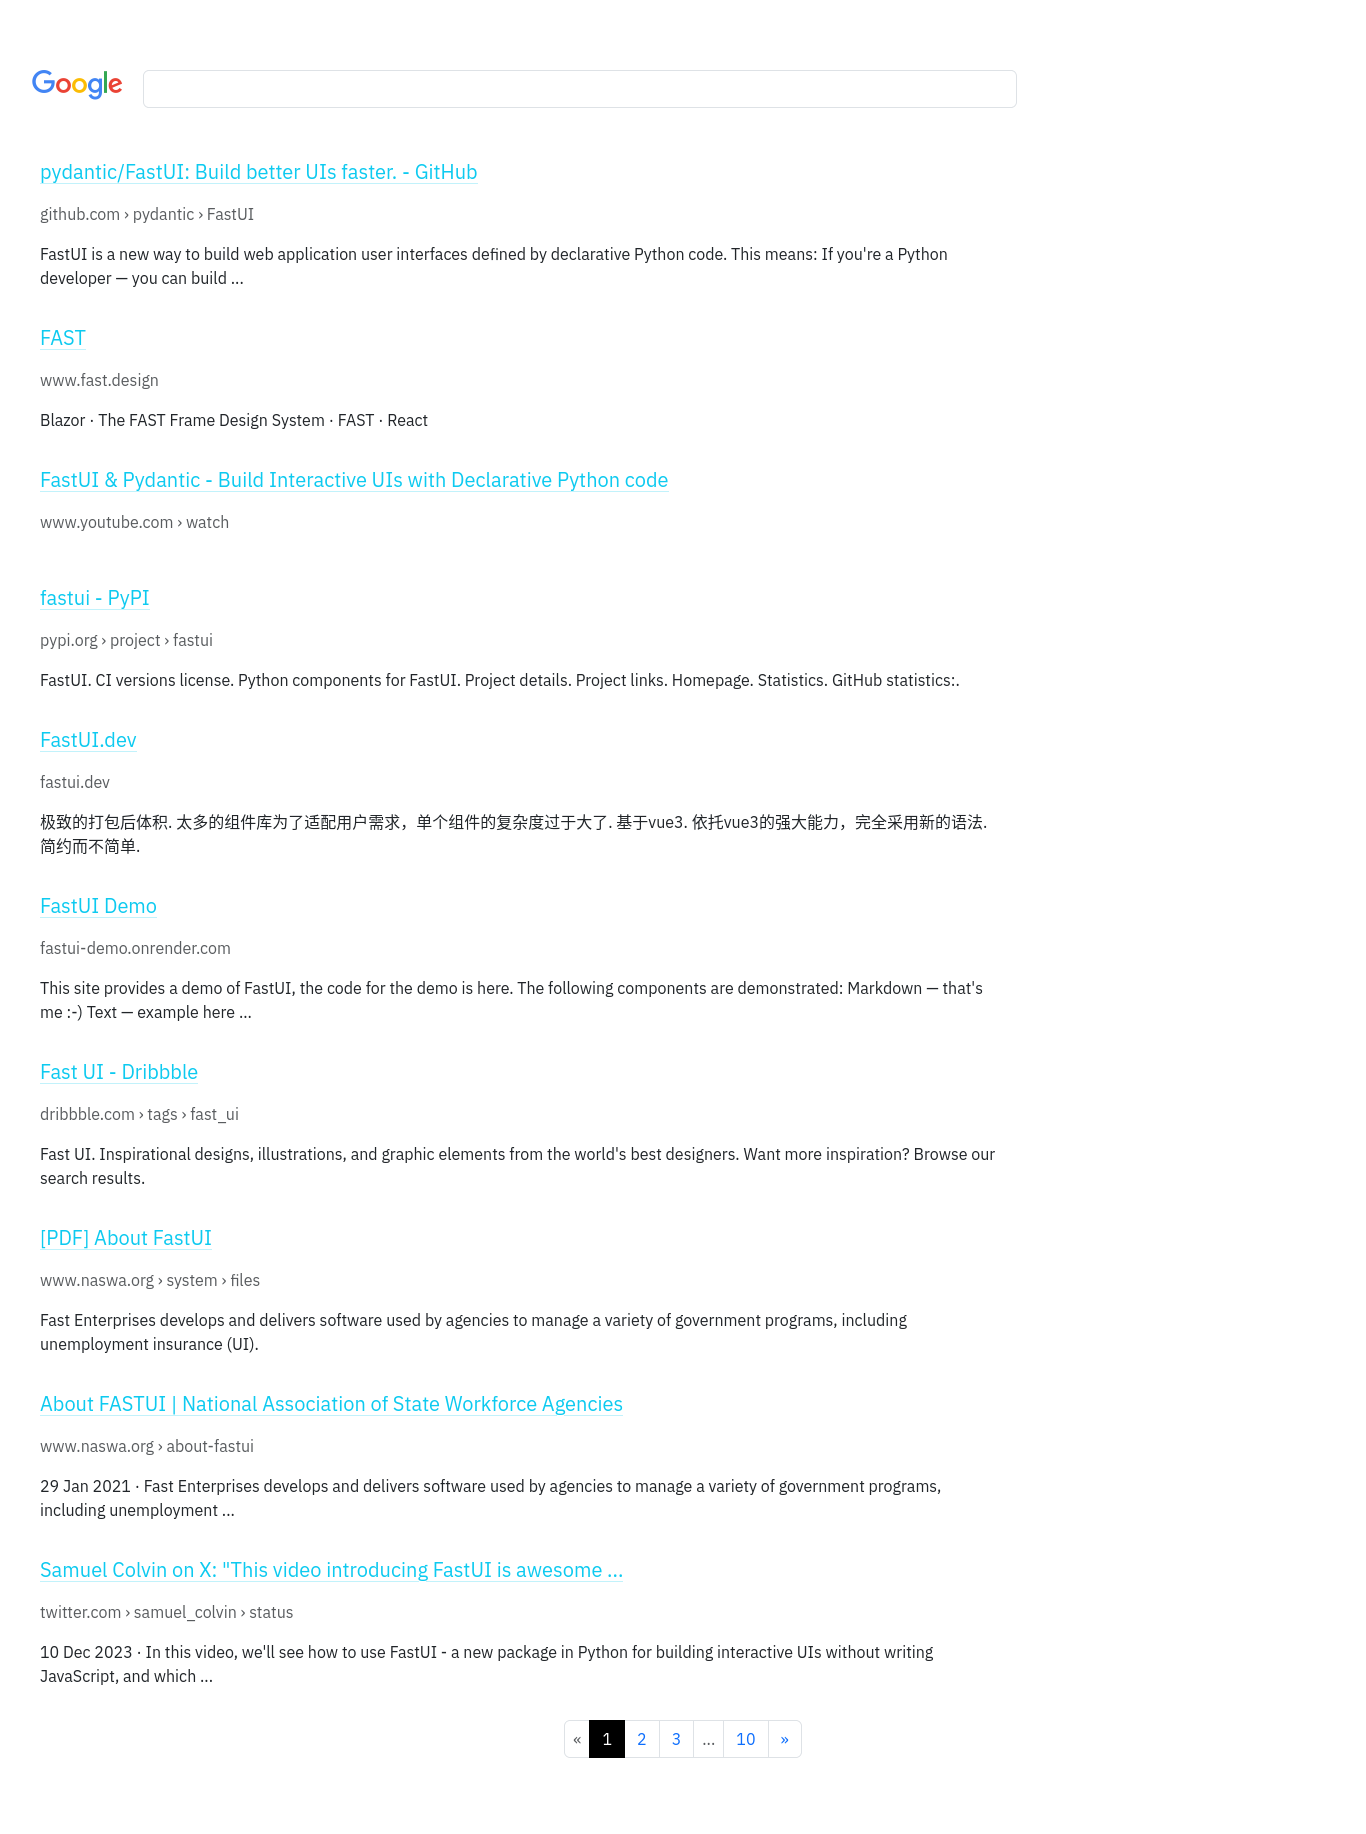 Google
pydantic/FastUI: Build better UIs faster. - GitHub
github.com › pydantic › FastUI
FastUI is a new way to build web application user interfaces defined by declarative Python code. This means: If you're a Python
developer — you can build ...
FAST
www.fast.design
Blazor · The FAST Frame Design System · FAST · React
FastUI & Pydantic - Build Interactive UIs with Declarative Python code
www.youtube.com › watch
fastui - PyPI
pypi.org › project › fastui
FastUI. CI versions license. Python components for FastUI. Project details. Project links. Homepage. Statistics. GitHub statistics:.
FastUI.dev
fastui.dev
极致的打包后体积. 太多的组件库为了适配用户需求，单个组件的复杂度过于大了. 基于vue3. 依托vue3的强大能力，完全采用新的语法.
简约而不简单.
FastUI Demo
fastui-demo.onrender.com
This site provides a demo of FastUI, the code for the demo is here. The following components are demonstrated: Markdown — that's
me :-) Text — example here ...
Fast UI - Dribbble
dribbble.com › tags › fast_ui
Fast UI. Inspirational designs, illustrations, and graphic elements from the world's best designers. Want more inspiration? Browse our
search results.
[PDF] About FastUI
www.naswa.org › system › files
Fast Enterprises develops and delivers software used by agencies to manage a variety of government programs, including
unemployment insurance (UI).
About FASTUI | National Association of State Workforce Agencies
www.naswa.org › about-fastui
29 Jan 2021 · Fast Enterprises develops and delivers software used by agencies to manage a variety of government programs,
including unemployment ...
Samuel Colvin on X: "This video introducing FastUI is awesome ...
twitter.com › samuel_colvin › status
10 Dec 2023 · In this video, we'll see how to use FastUI - a new package in Python for building interactive UIs without writing
JavaScript, and which ...
« 1 2 3 ... 10 »